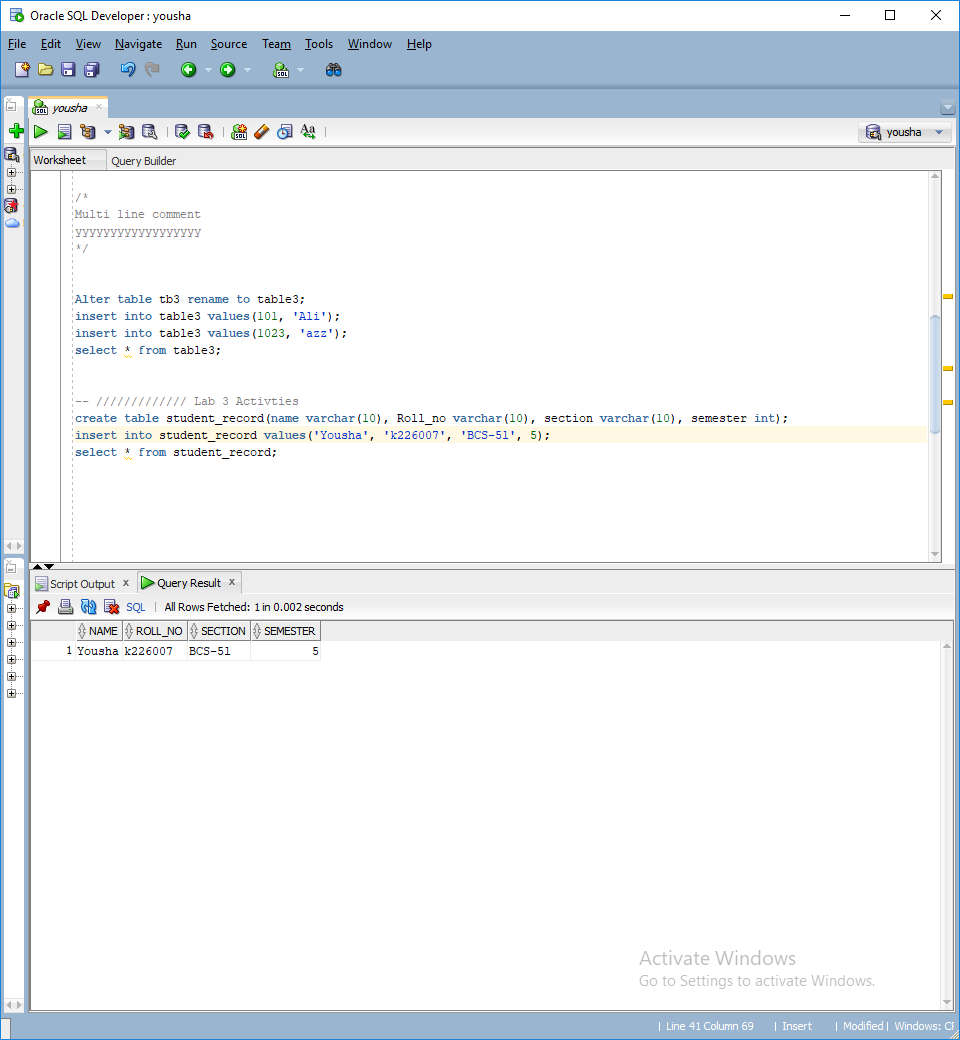 Oracle SQL Developer : yousha
File Edit View Navigate Run Source Team Tools Window Help
yousha
yousha
Worksheet Query Builder
/*
Multi line comment
yyyyyyyyyyyyyyyyyy
*/
Alter table tb3 rename to table3;
insert into table3 values(101, 'Ali');
insert into table3 values(1023, 'azz');
select * from table3;
-- ///////////// Lab 3 Activties
create table student_record(name varchar(10), Roll_no varchar(10), section varchar(10), semester int);
insert into student_record values('Yousha', 'k226007', 'BCS-5l', 5);
select * from student_record;
Script Output x Query Result x
SQL | All Rows Fetched: 1 in 0.002 seconds
NAME ROLL_NO SECTION SEMESTER
1 Yousha k226007 BCS-5l 5
Activate Windows
Go to Settings to activate Windows.
| Line 41 Column 69 | Insert | Modified | Windows: CF